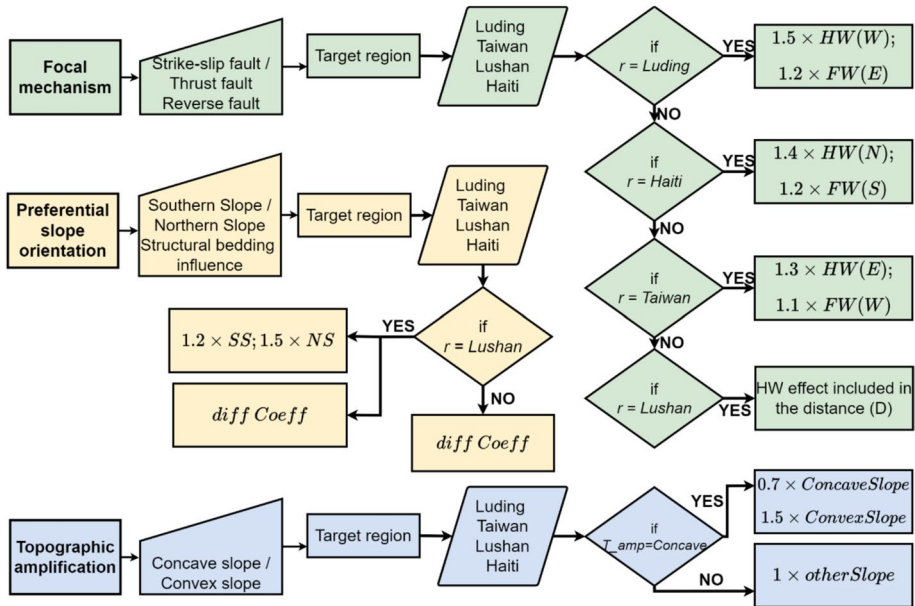 Focal
mechanism
Strike-slip fault /
Thrust fault
Reverse fault
Target region
Luding
Taiwan
Lushan
Haiti
if
r = Luding
YES
1.5 × HW(W);
1.2 × FW(E)
NO
if
r = Haiti
YES
1.4 × HW(N);
1.2 × FW(S)
NO
if
r = Taiwan
YES
1.3 × HW(E);
1.1 × FW(W)
NO
if
r = Lushan
YES
HW effect included in
the distance (D)
Preferential
slope
orientation
Southern Slope /
Northern Slope
Structural bedding
influence
Target region
Luding
Taiwan
Lushan
Haiti
if
r = Lushan
YES
1.2 × SS; 1.5 × NS
diff Coeff
NO
diff Coeff
Topographic
amplification
Concave slope /
Convex slope
Target region
Luding
Taiwan
Lushan
Haiti
if
T_amp=Concave
YES
0.7 × ConcaveSlope
1.5 × ConvexSlope
NO
1 × otherSlope